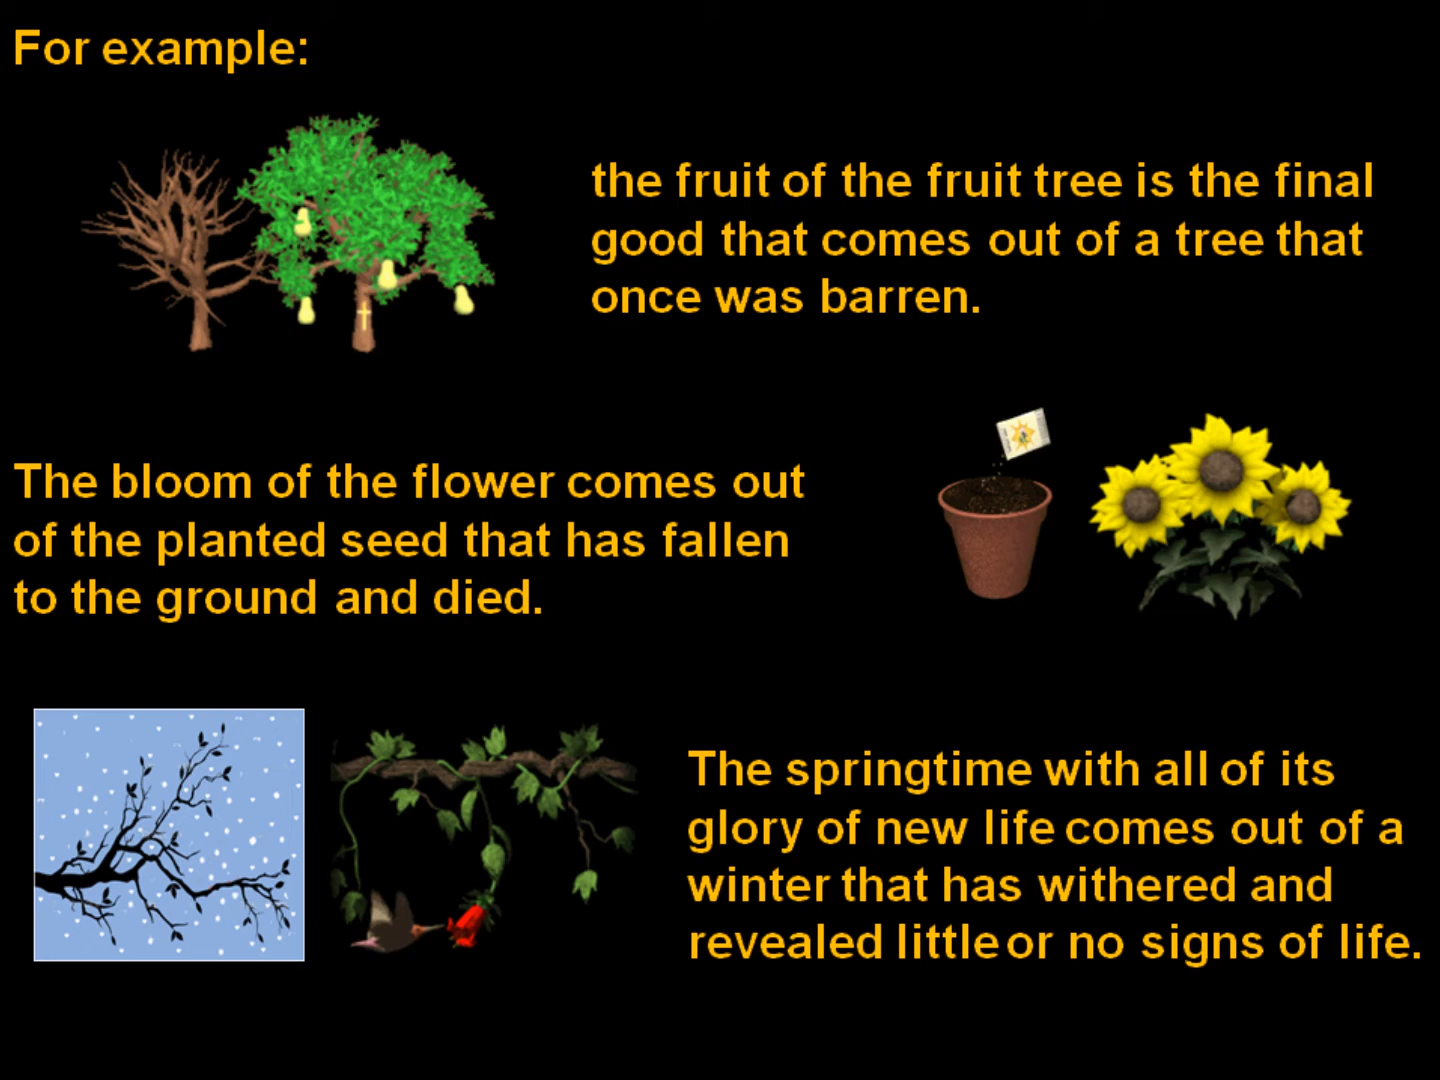 For example:
the fruit of the fruit tree is the final
good that comes out of a tree that
once was barren.
The bloom of the flower comes out
of the planted seed that has fallen
to the ground and died.
The springtime with all of its
glory of new life comes out of a
winter that has withered and
revealed little or no signs of life.